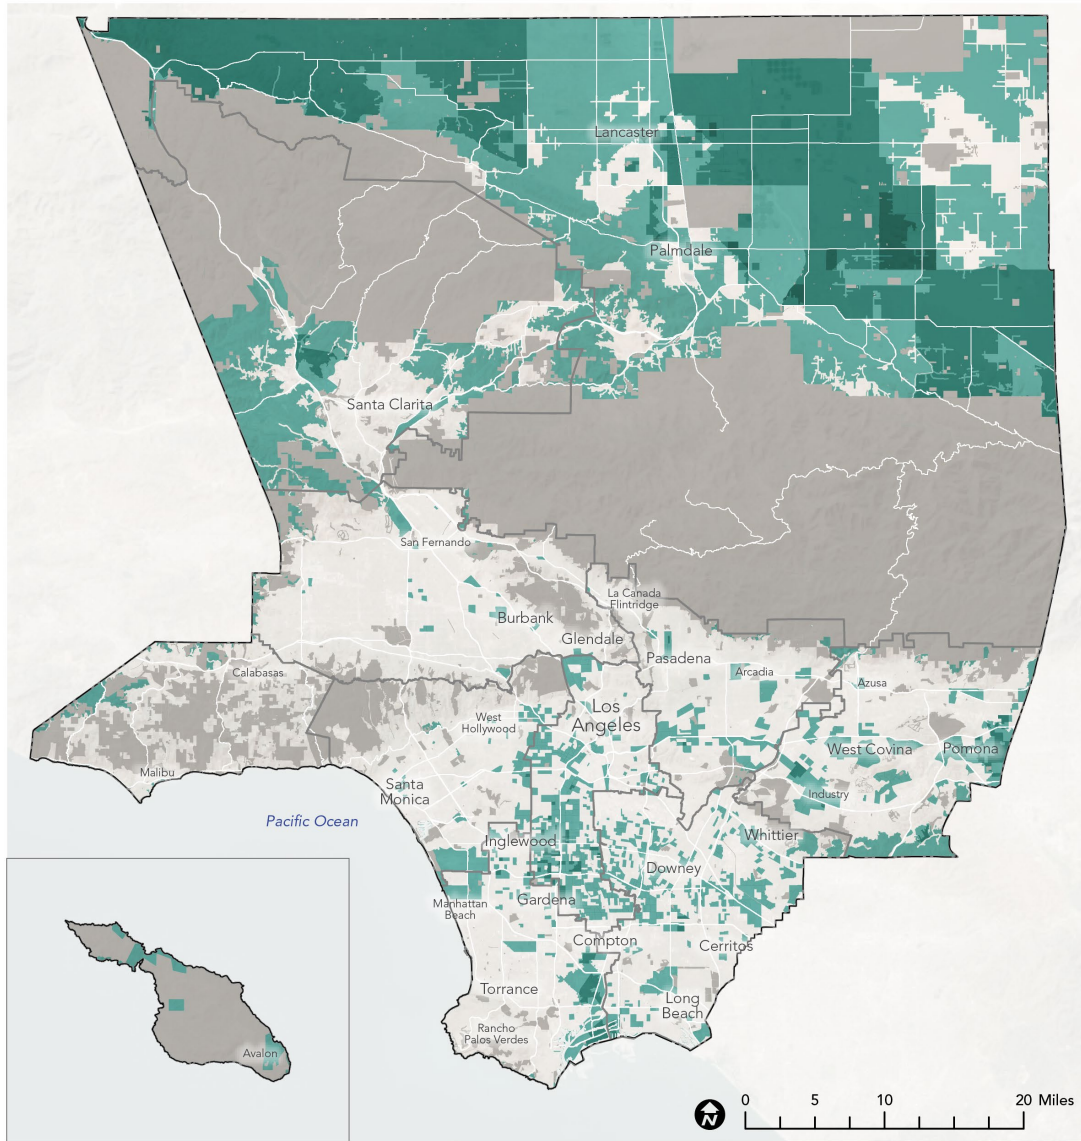 Lancaster
Palmdale
Santa Clarita
San Fernando
La Canada
Flintridge
Burbank
Glendale
Pasadena
Arcadia
Azusa
Calabasas
Los
Angeles
West
Hollywood
West Covina
Pomona
Malibu
Santa
Monica
Industry
Pacific Ocean
Whittier
Inglewood
Downey
Manhattan
Beach
Gardena
Compton
Cerritos
Torrance
Long
Beach
Rancho
Palos Verdes
Avalon
N
0 5 10 20 Miles